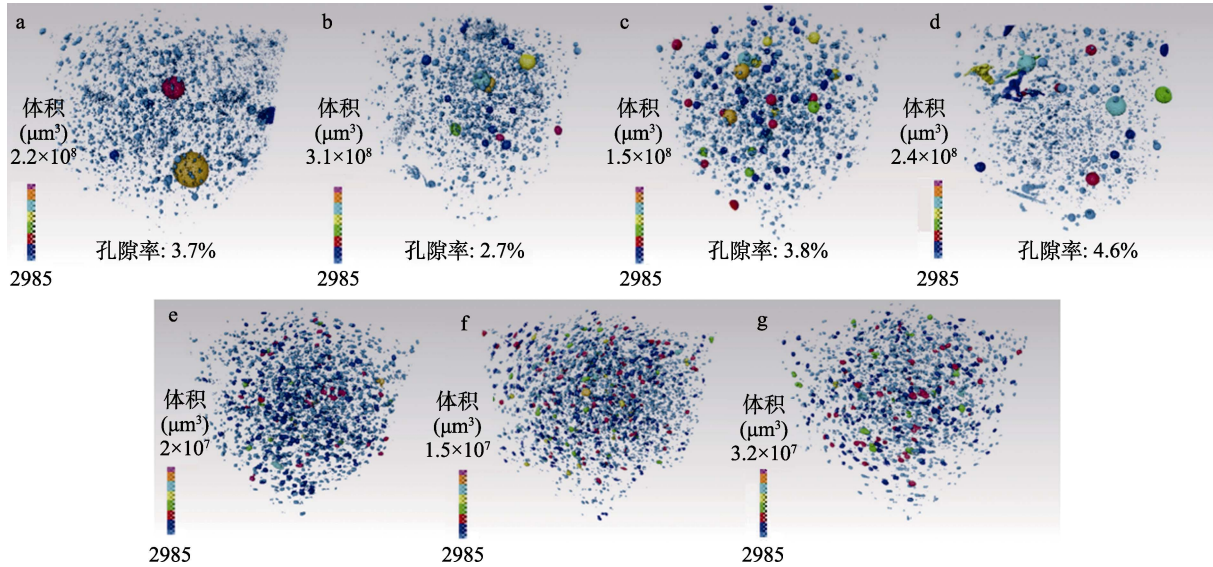 a
体积
(μm³)
2.2×10⁸
2985
孔隙率: 3.7%
b
体积
(μm³)
3.1×10⁸
2985
孔隙率: 2.7%
c
体积
(μm³)
1.5×10⁸
2985
孔隙率: 3.8%
d
体积
(μm³)
2.4×10⁸
2985
孔隙率: 4.6%
e
体积
(μm³)
2×10⁷
2985
f
体积
(μm³)
1.5×10⁷
2985
g
体积
(μm³)
3.2×10⁷
2985